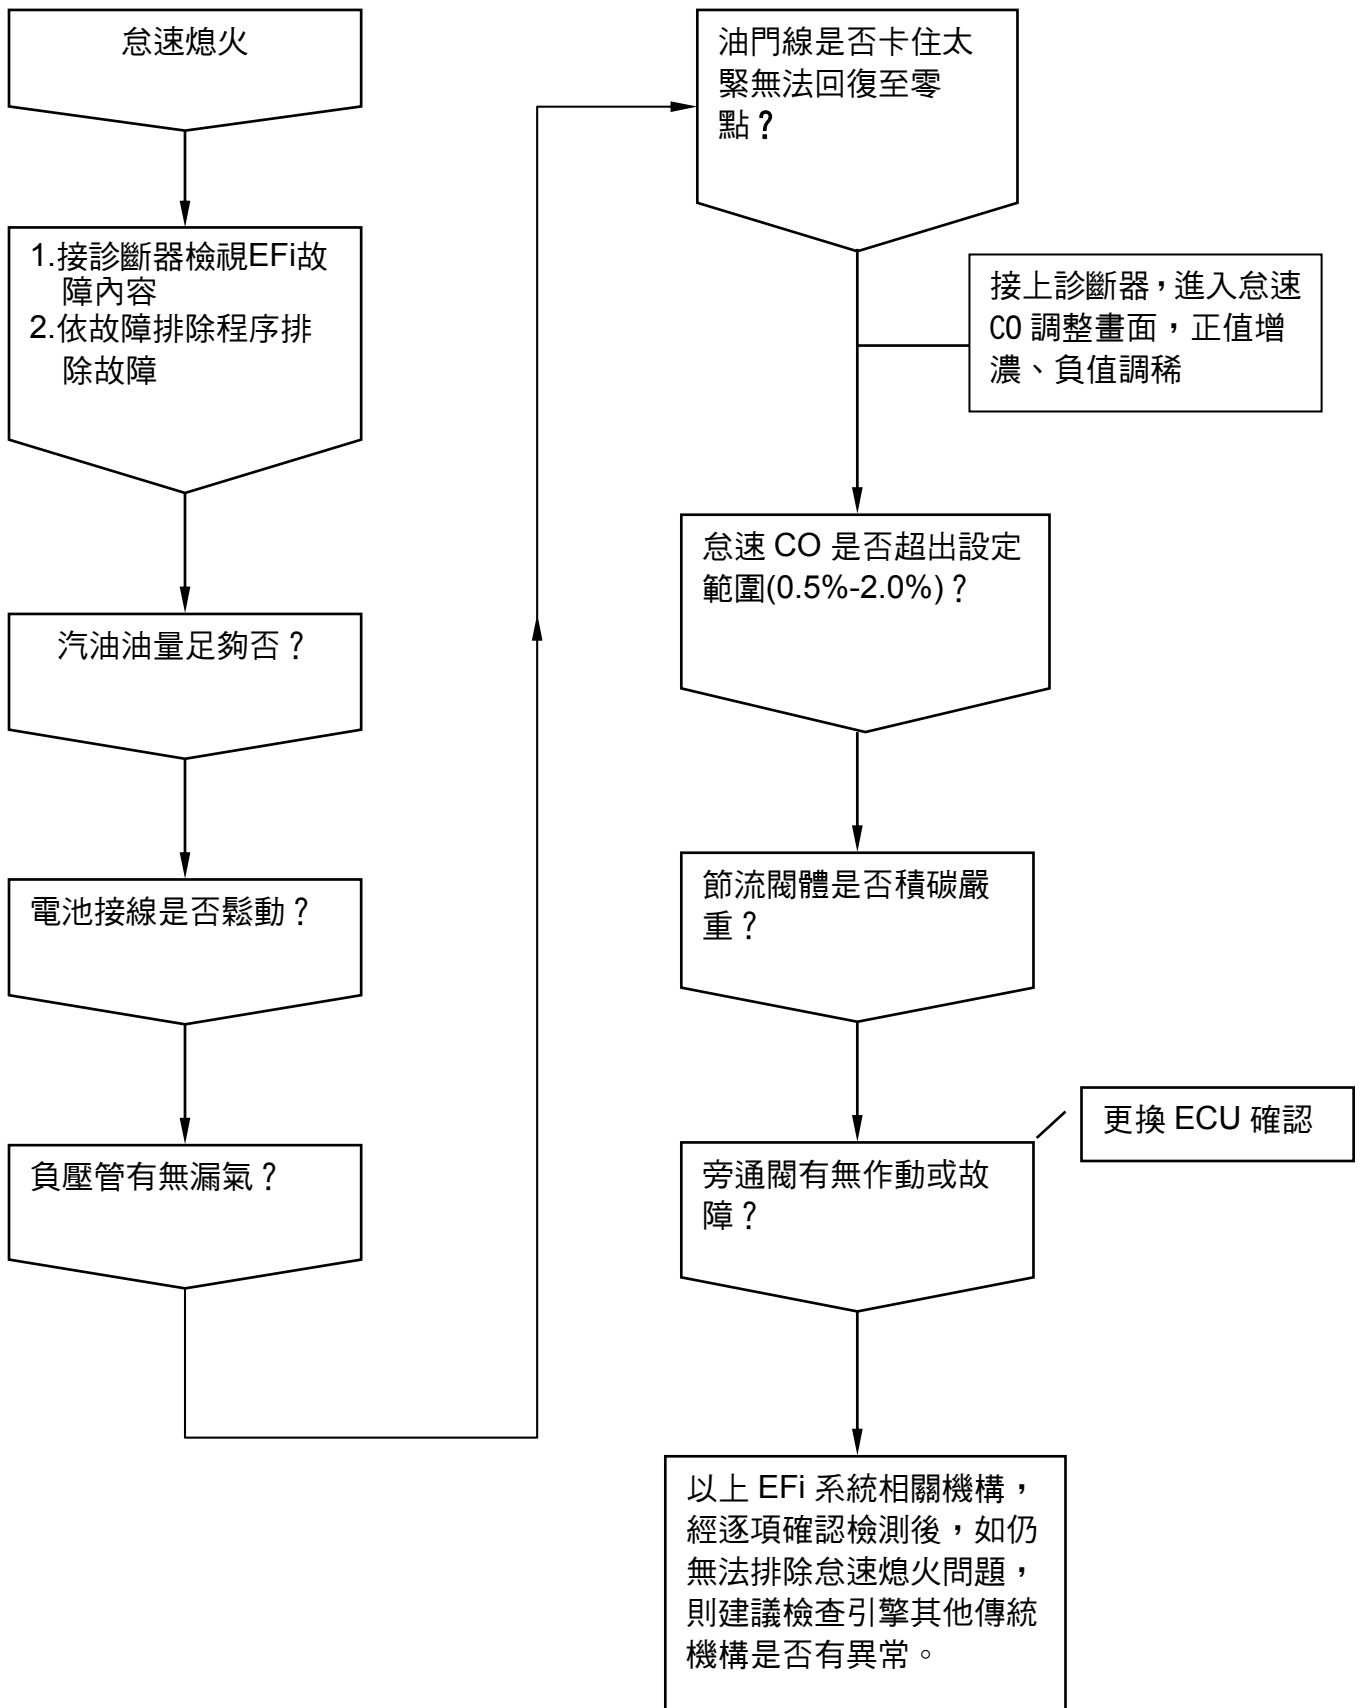 怠速熄火
1.接診斷器檢視EFi故
障內容
2.依故障排除程序排
除故障
汽油油量足夠否？
電池接線是否鬆動？
負壓管有無漏氣？
油門線是否卡住太
緊無法回復至零
點？
接上診斷器，進入怠速
CO 調整畫面，正值增
濃、負值調稀
怠速 CO 是否超出設定
範圍(0.5%-2.0%)？
節流閥體是否積碳嚴
重？
更換 ECU 確認
旁通閥有無作動或故
障？
以上 EFi 系統相關機構，
經逐項確認檢測後，如仍
無法排除怠速熄火問題，
則建議檢查引擎其他傳統
機構是否有異常。